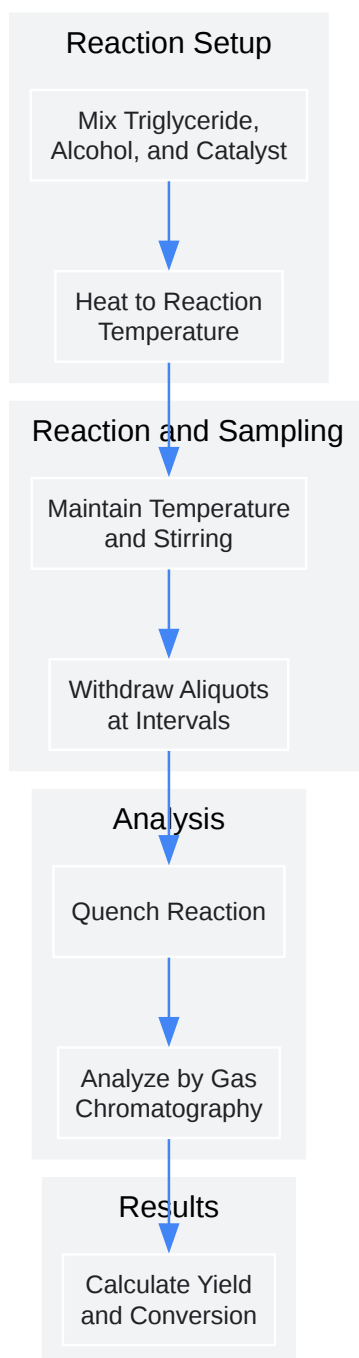 Reaction Setup
Mix Triglyceride,
Alcohol, and Catalyst
Heat to Reaction
Temperature
Reaction and Sampling
Maintain Temperature
and Stirring
Withdraw Aliquots
at Intervals
Analysis
Quench Reaction
Analyze by Gas
Chromatography
Results
Calculate Yield
and Conversion